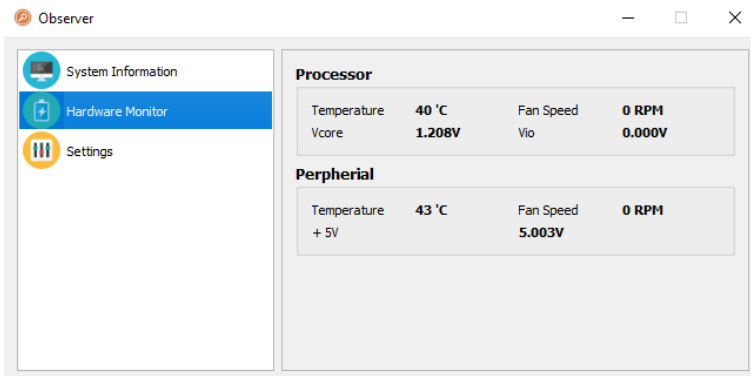 Observer
System Information
Hardware Monitor
Settings
Processor
Temperature 40 'C Fan Speed 0 RPM
Vcore 1.208V Vio 0.000V
Perpherial
Temperature 43 'C Fan Speed 0 RPM
+ 5V 5.003V